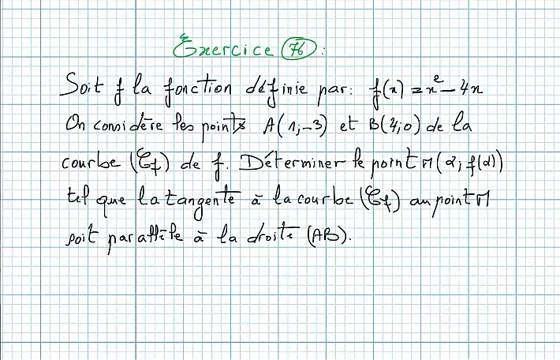 Exercice 76 :
Soit f la fonction définie par : f(x) = x² - 4x
On considère les points A(1,-3) et B(4,0) de la
courbe (Cf) de f. Déterminer le point M(α, f(α))
tel que la tangente à la courbe (Cf) au point M
soit parallèle à la droite (AB).